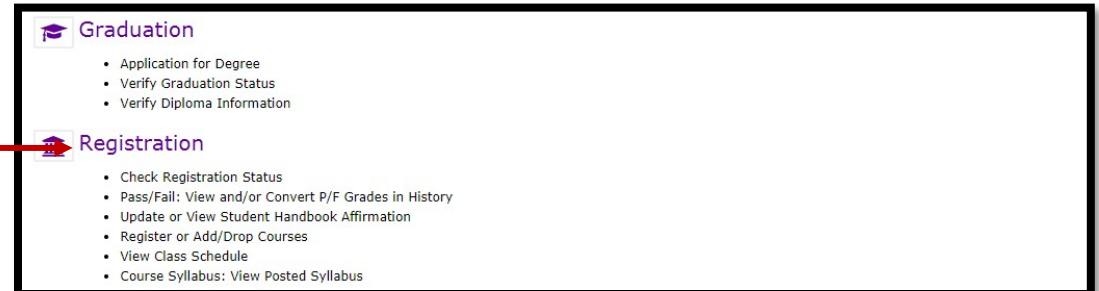 Graduation
• Application for Degree
• Verify Graduation Status
• Verify Diploma Information
Registration
• Check Registration Status
• Pass/Fail: View and/or Convert P/F Grades in History
• Update or View Student Handbook Affirmation
• Register or Add/Drop Courses
• View Class Schedule
• Course Syllabus: View Posted Syllabus